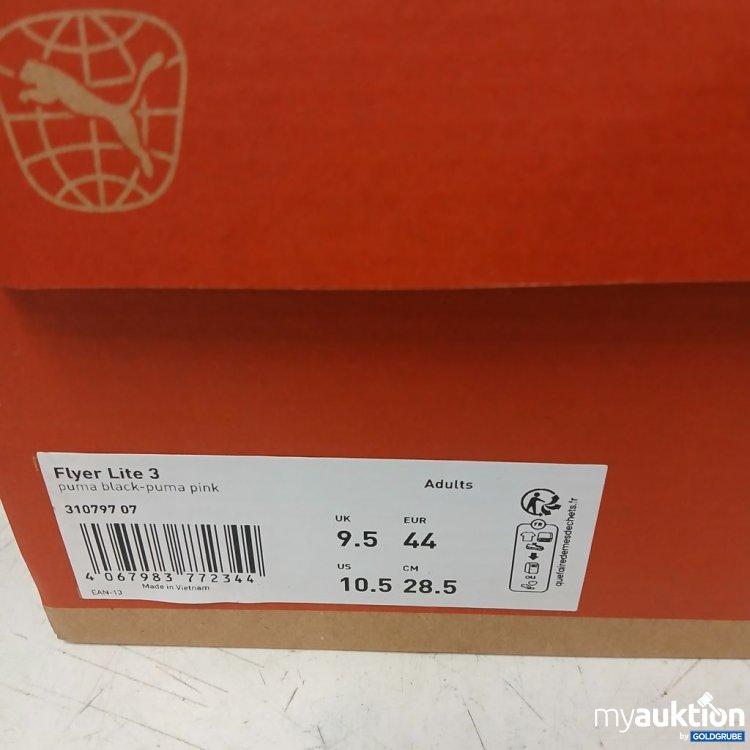 Flyer Lite 3
puma black-puma pink
310797 07
4 067983 772344
EAN-13
Made in Vietnam
Adults
UK
9.5
EUR
44
US
10.5
CM
28.5
FR
quefairedemesdechets.fr
myauktion
by GOLDGRUBE